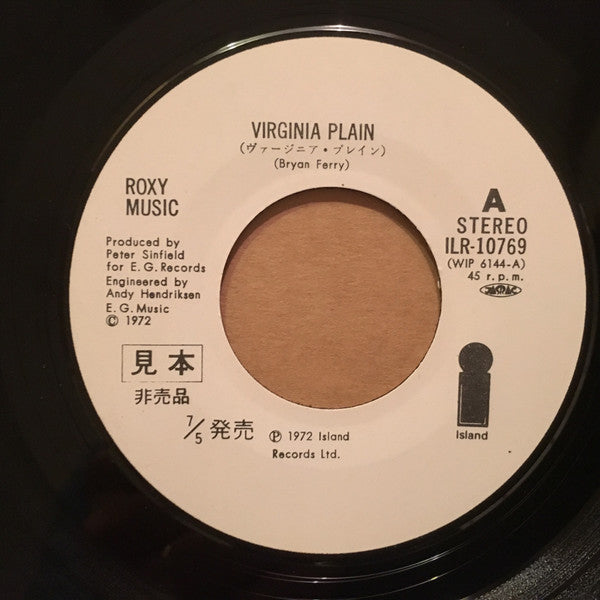 VIRGINIA PLAIN
(ヴァージニア・プレイン)
(Bryan Ferry)
ROXY
MUSIC
A
STEREO
ILR-10769
(WIP 6144-A)
45 r.p.m.
JASRAC
Produced by
Peter Sinfield
for E.G. Records
Engineered by
Andy Hendriksen
E.G. Music
© 1972
見本
非売品
7/5 発売
℗ 1972 Island
Records Ltd.
Island